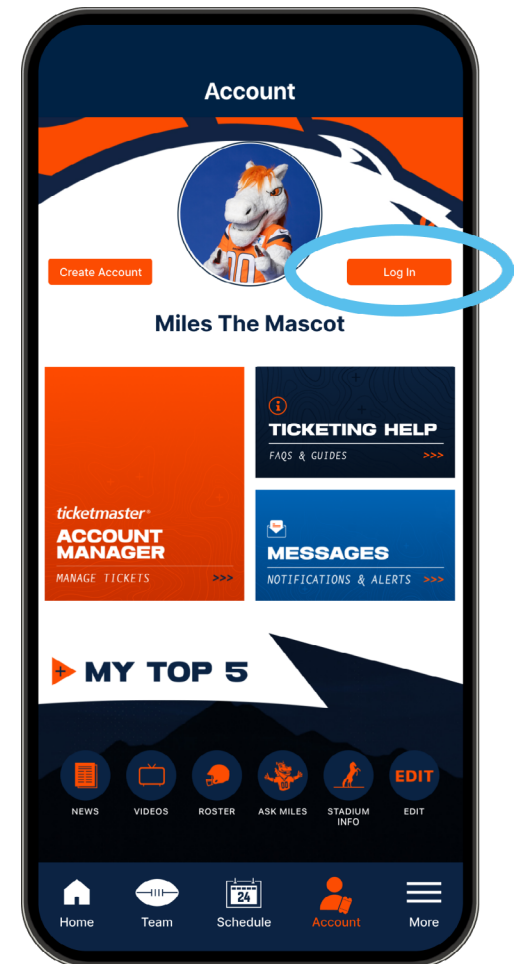 Account
Create Account
Log In
Miles The Mascot
ticketmaster®
ACCOUNT
MANAGER
MANAGE TICKETS >>>
TICKETING HELP
FAQS & GUIDES >>>
MESSAGES
NOTIFICATIONS & ALERTS >>>
MY TOP 5
NEWS
VIDEOS
ROSTER
ASK MILES
STADIUM
INFO
EDIT
EDIT
24
Home
Team
Schedule
Account
More